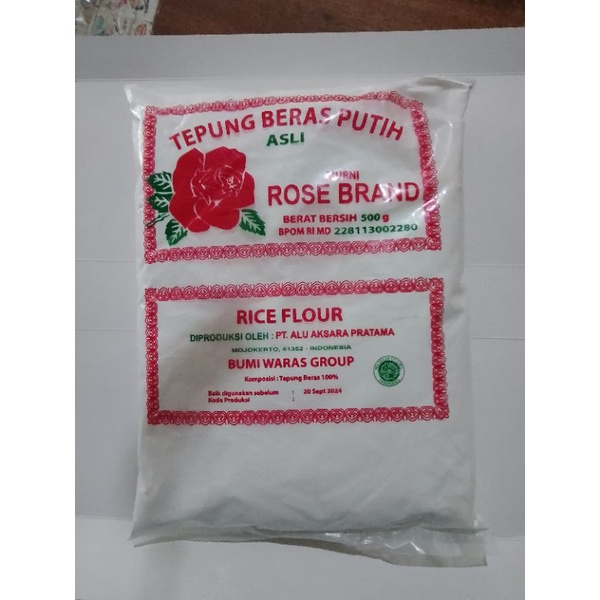 TEPUNG BERAS PUTIH
ASLI
MURNI
ROSE BRAND
BERAT BERSIH 500 g
BPOM RI MD 228113002280
RICE FLOUR
DIPRODUKSI OLEH : PT. ALU AKSARA PRATAMA
MOJOKERTO, 61352 - INDONESIA
BUMI WARAS GROUP
Komposisi : Tepung Beras 100%
Baik digunakan sebelum : 20 Sept 2024
Kode Produksi :